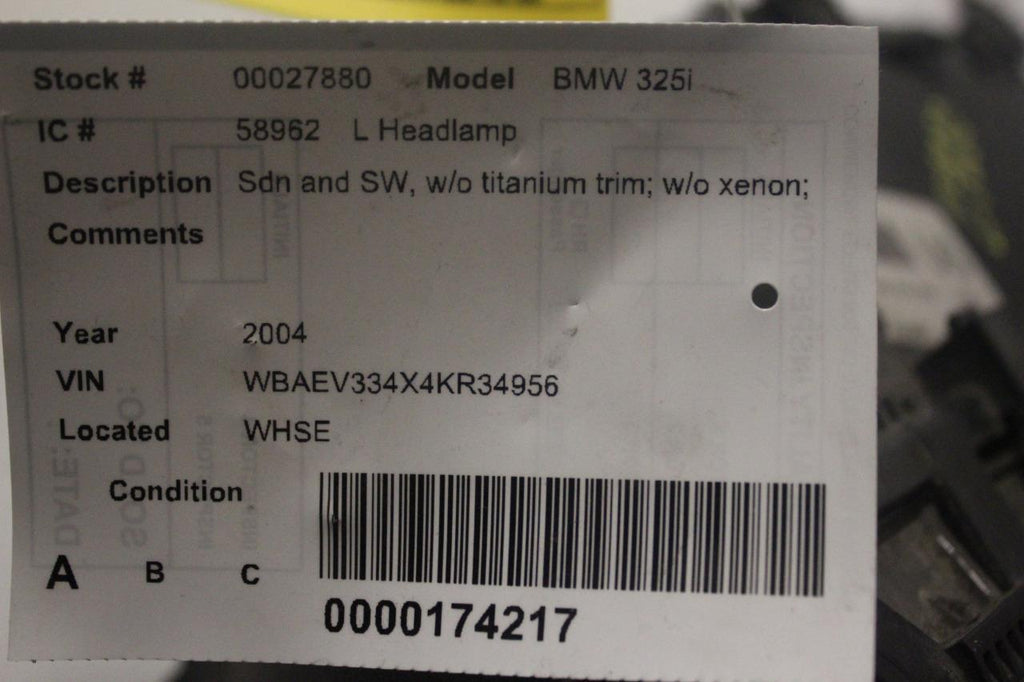 Stock # 00027880 Model BMW 325i
IC # 58962 L Headlamp
Description Sdn and SW, w/o titanium trim; w/o xenon;
Comments
Year 2004
VIN WBAEV334X4KR34956
Located WHSE
Condition
A B C
0000174217